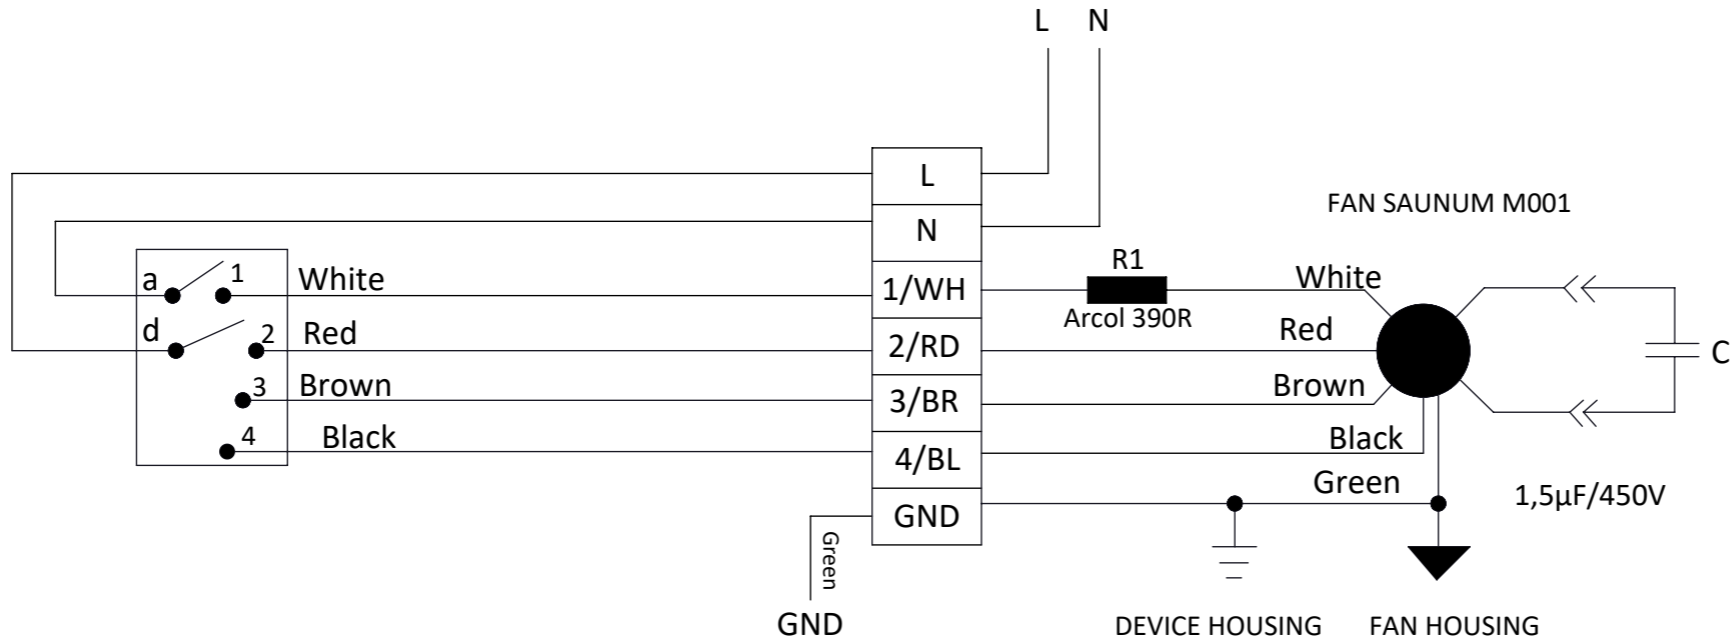 L N
L
N
FAN SAUNUM M001
a 1 White
1/WH
R1
Arcol 390R
White
d 2 Red
2/RD
Red
C
3 Brown
3/BR
Brown
4 Black
4/BL
Black
Green
1,5µF/450V
GND
Green
GND
DEVICE HOUSING
FAN HOUSING